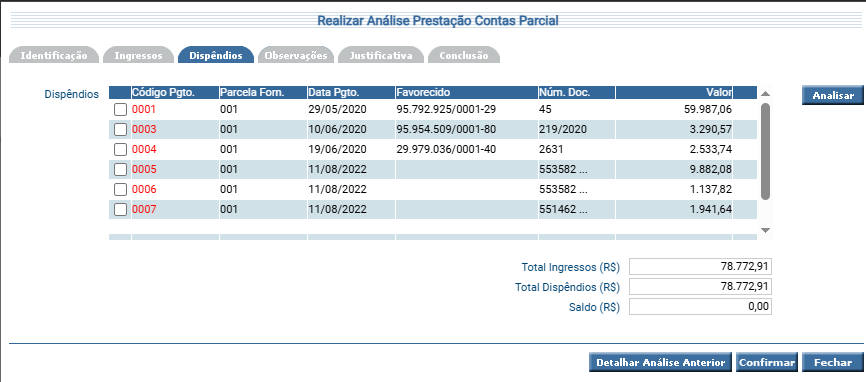 Realizar Análise Prestação Contas Parcial
Identificação Ingressos Dispêndios Observações Justificativa Conclusão
Dispêndios Código Pgto. Parcela Forn. Data Pgto. Favorecido Núm. Doc. Valor Analisar
0001 001 29/05/2020 95.792.925/0001-29 45 59.987,06
0003 001 10/06/2020 95.954.509/0001-80 219/2020 3.290,57
0004 001 19/06/2020 29.979.036/0001-40 2631 2.533,74
0005 001 11/08/2022 553582 ... 9.882,08
0006 001 11/08/2022 553582 ... 1.137,82
0007 001 11/08/2022 551462 ... 1.941,64
Total Ingressos (R$) 78.772,91
Total Dispêndios (R$) 78.772,91
Saldo (R$) 0,00
Detalhar Análise Anterior Confirmar Fechar